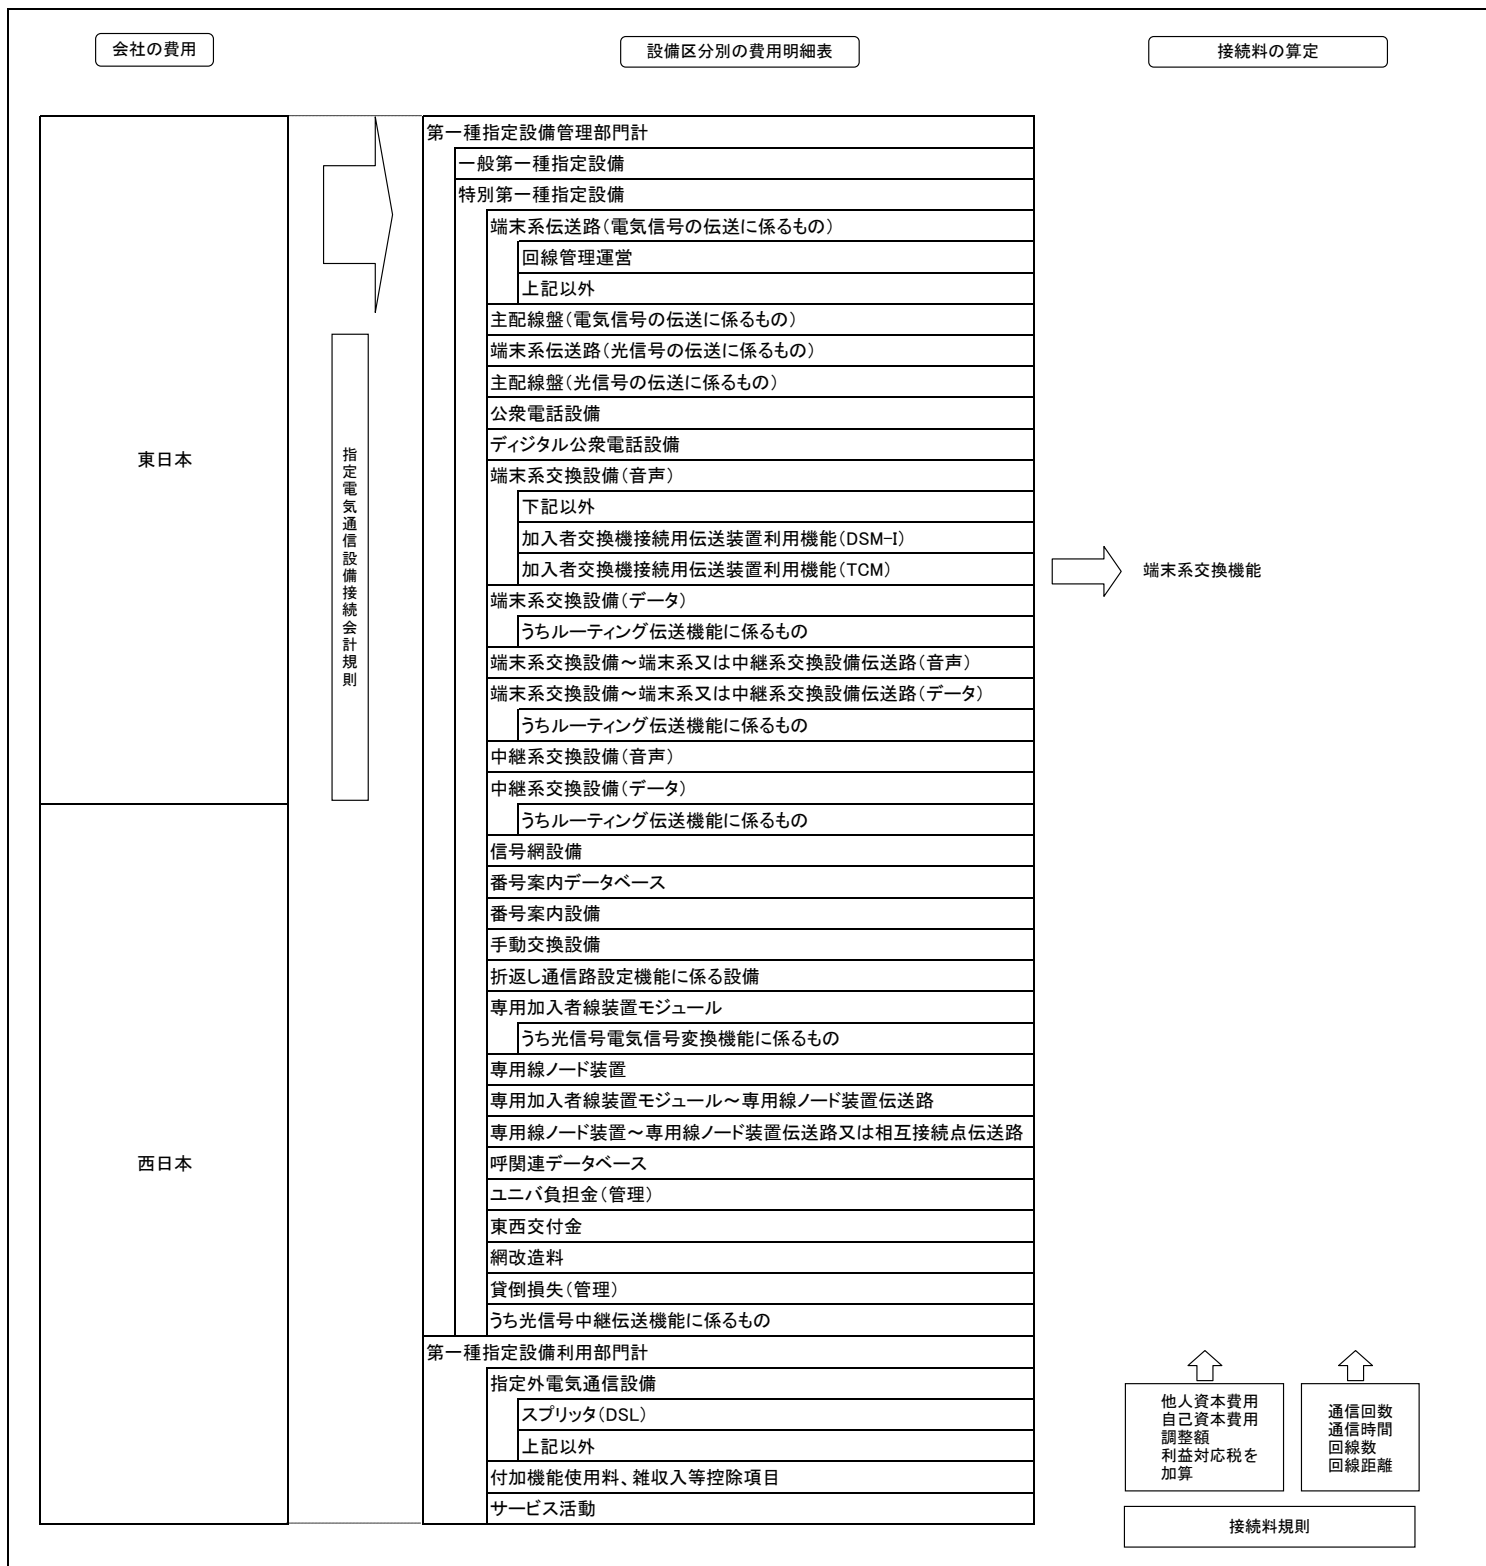 会社の費用
設備区分別の費用明細表
接続料の算定
東日本
西日本
指定電気通信設備接続会計規則
第一種指定設備管理部門計
一般第一種指定設備
特別第一種指定設備
端末系伝送路（電気信号の伝送に係るもの）
回線管理運営
上記以外
主配線盤（電気信号の伝送に係るもの）
端末系伝送路（光信号の伝送に係るもの）
主配線盤（光信号の伝送に係るもの）
公衆電話設備
ディジタル公衆電話設備
端末系交換設備（音声）
下記以外
加入者交換機接続用伝送装置利用機能（DSM-I）
加入者交換機接続用伝送装置利用機能（TCM）
端末系交換設備（データ）
うちルーティング伝送機能に係るもの
端末系交換設備～端末系又は中継系交換設備伝送路（音声）
端末系交換設備～端末系又は中継系交換設備伝送路（データ）
うちルーティング伝送機能に係るもの
中継系交換設備（音声）
中継系交換設備（データ）
うちルーティング伝送機能に係るもの
信号網設備
番号案内データベース
番号案内設備
手動交換設備
折返し通信路設定機能に係る設備
専用加入者線装置モジュール
うち光信号電気信号変換機能に係るもの
専用線ノード装置
専用加入者線装置モジュール～専用線ノード装置伝送路
専用線ノード装置～専用線ノード装置伝送路又は相互接続点伝送路
呼関連データベース
ユニバ負担金（管理）
東西交付金
網改造料
貸倒損失（管理）
うち光信号中継伝送機能に係るもの
第一種指定設備利用部門計
指定外電気通信設備
スプリッタ（DSL）
上記以外
付加機能使用料、雑収入等控除項目
サービス活動
端末系交換機能
他人資本費用
自己資本費用
調整額
利益対応税を
加算
通信回数
通信時間
回線数
回線距離
接続料規則